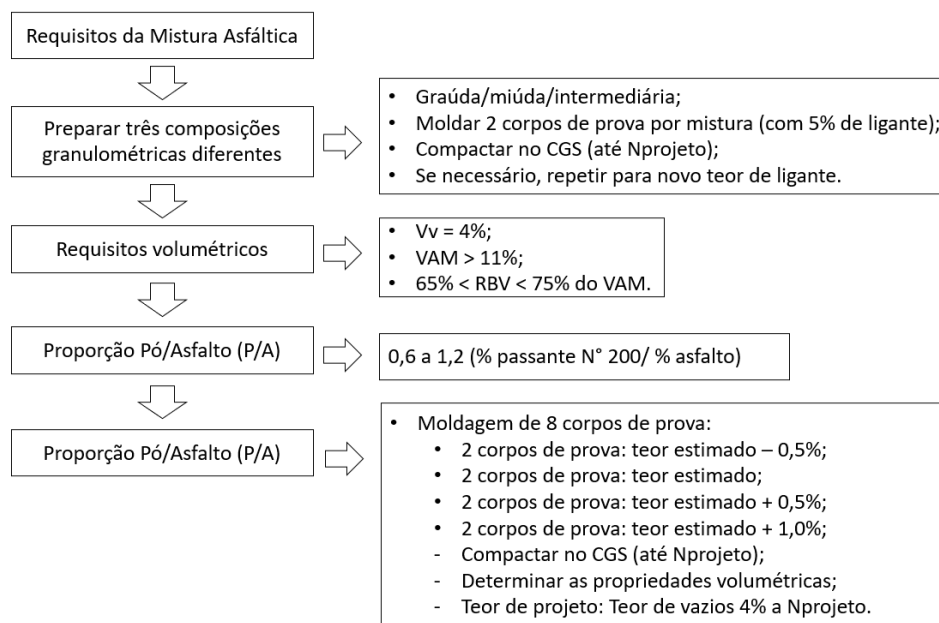 Requisitos da Mistura Asfáltica
Preparar três composições
granulométricas diferentes
• Graúda/miúda/intermediária;
• Moldar 2 corpos de prova por mistura (com 5% de ligante);
• Compactar no CGS (até Nprojeto);
• Se necessário, repetir para novo teor de ligante.
Requisitos volumétricos
• Vv = 4%;
• VAM > 11%;
• 65% < RBV < 75% do VAM.
Proporção Pó/Asfalto (P/A)
0,6 a 1,2 (% passante N° 200/ % asfalto)
Proporção Pó/Asfalto (P/A)
• Moldagem de 8 corpos de prova:
• 2 corpos de prova: teor estimado – 0,5%;
• 2 corpos de prova: teor estimado;
• 2 corpos de prova: teor estimado + 0,5%;
• 2 corpos de prova: teor estimado + 1,0%;
- Compactar no CGS (até Nprojeto);
- Determinar as propriedades volumétricas;
- Teor de projeto: Teor de vazios 4% a Nprojeto.